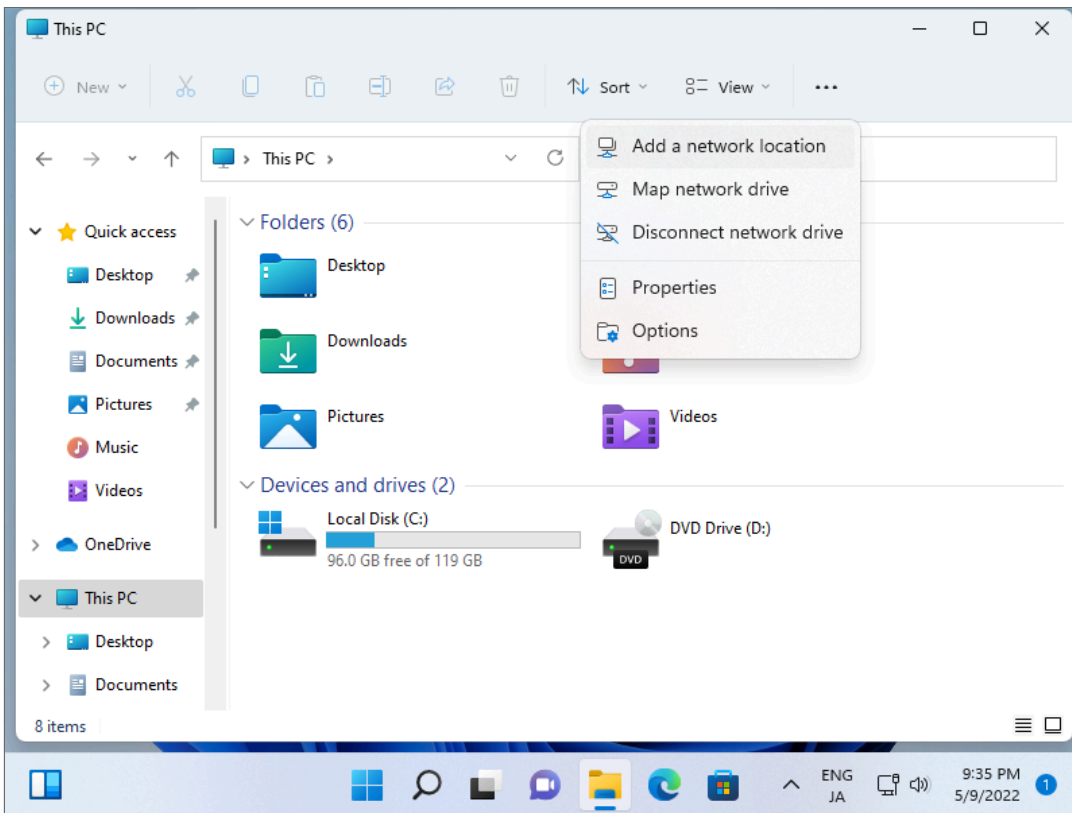 This PC
New
Sort
View
This PC
Add a network location
Map network drive
Disconnect network drive
Properties
Options
Quick access
Desktop
Downloads
Documents
Pictures
Music
Videos
OneDrive
This PC
Desktop
Documents
Folders (6)
Desktop
Downloads
Pictures
Videos
Devices and drives (2)
Local Disk (C:)
96.0 GB free of 119 GB
DVD
DVD Drive (D:)
8 items
ENG
JA
9:35 PM
5/9/2022
1